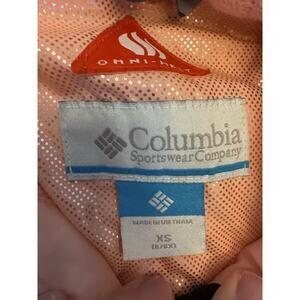 OMNI-HEAT
Columbia
Sportswear Company
MADE IN VIETNAM
XS